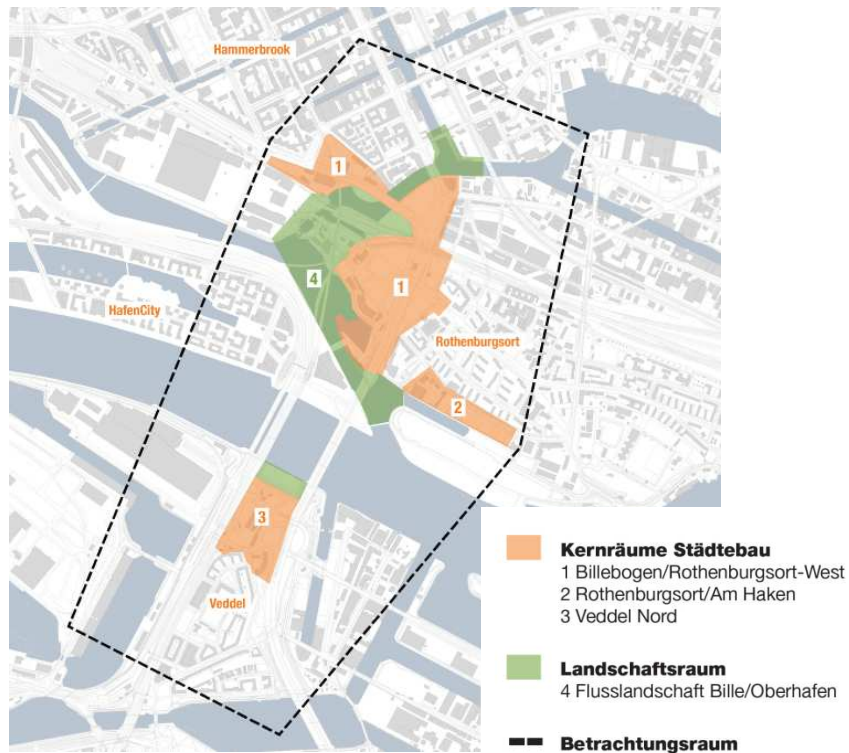 Hammerbrook
1
4
1
HafenCity
Rothenburgsort
2
3
Veddel
Kernräume Städtebau
1 Billebogen/Rothenburgsort-West
2 Rothenburgsort/Am Haken
3 Veddel Nord
Landschaftsraum
4 Flusslandschaft Bille/Oberhafen
Betrachtungsraum